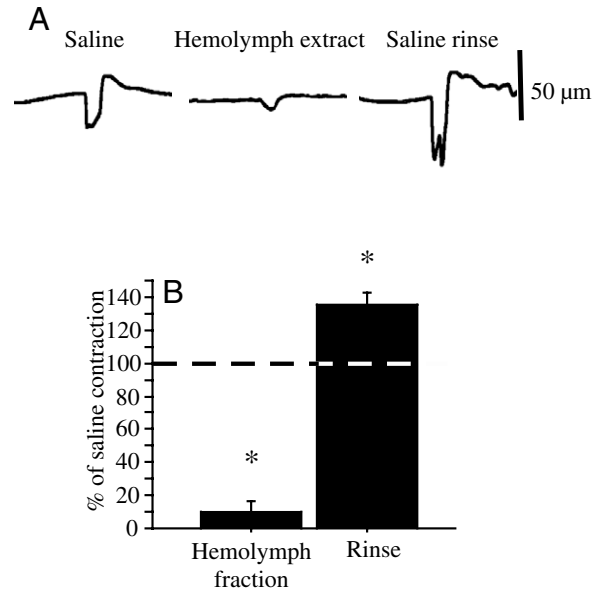 A
Saline
Hemolymph extract
Saline rinse
50 µm
B
% of saline contraction
140
120
100
80
60
40
20
0
*
*
Hemolymph
fraction
Rinse